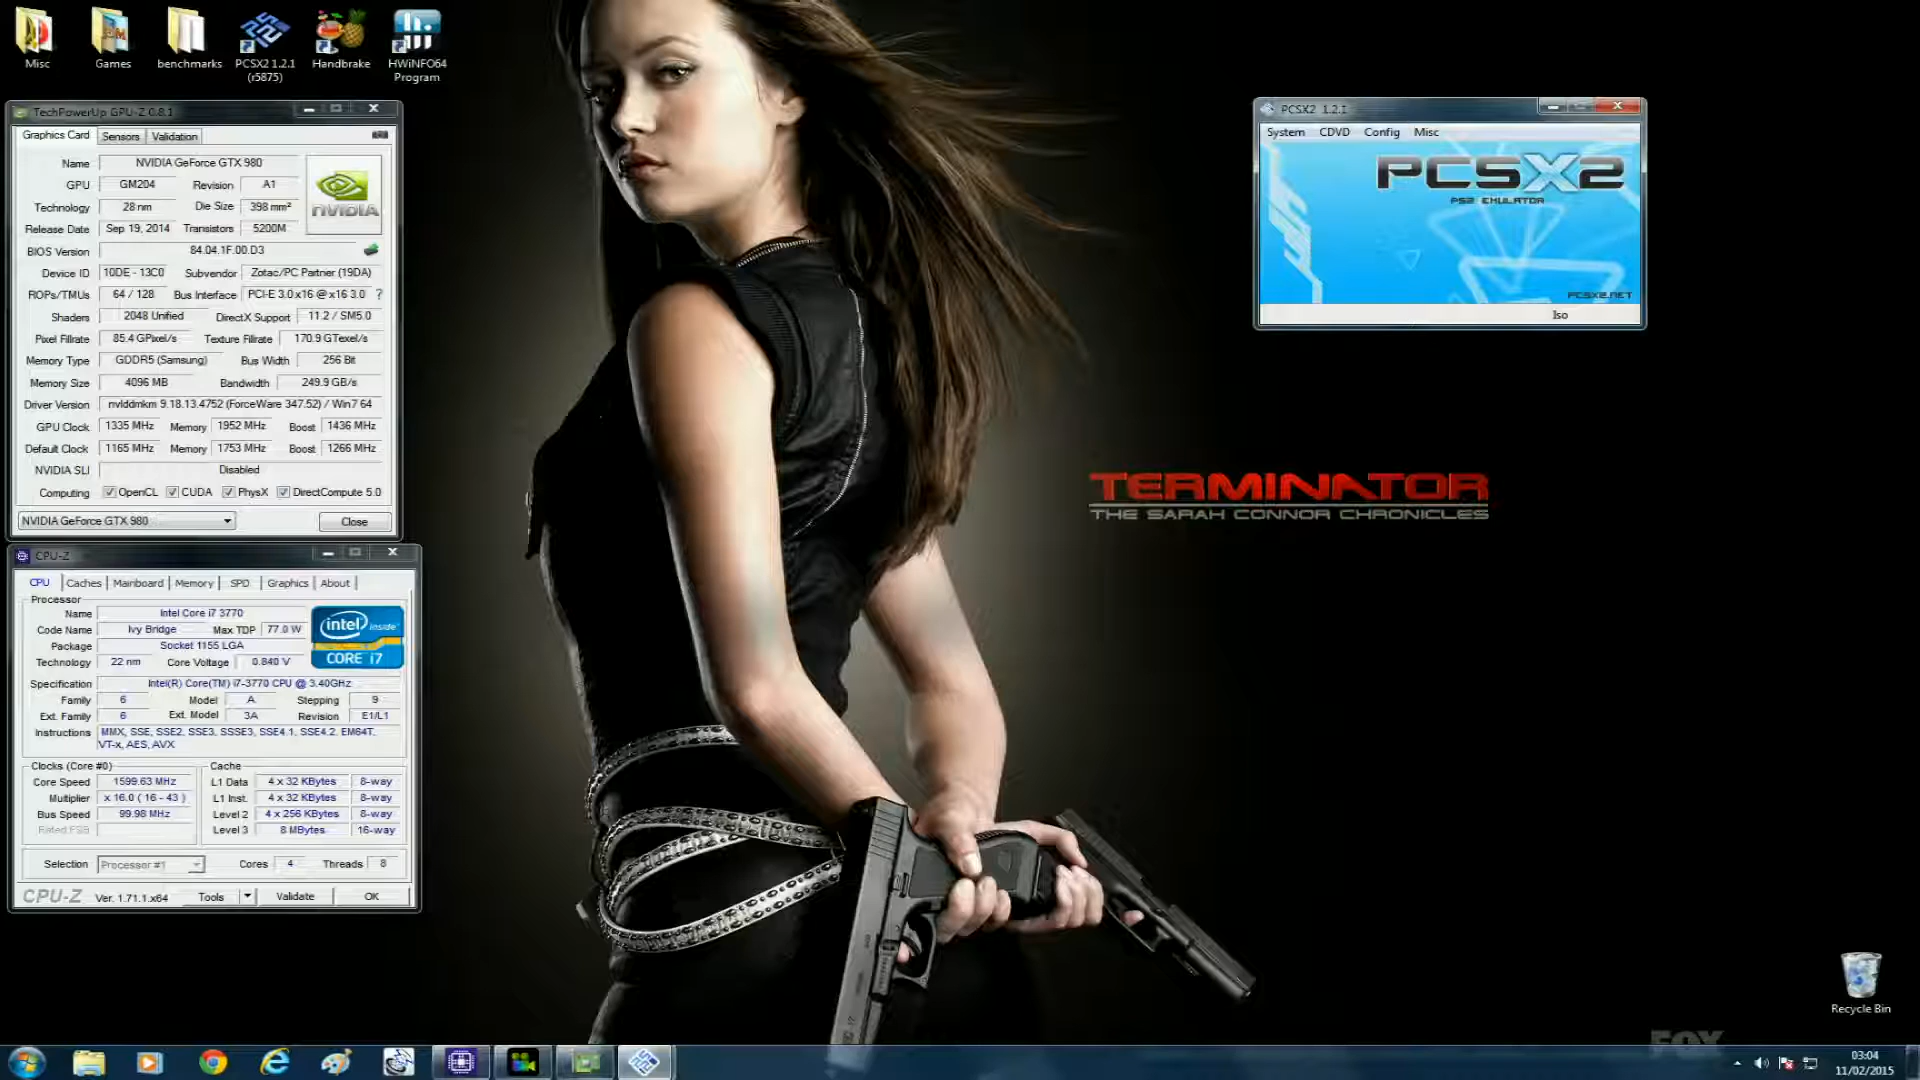 Misc
Games
benchmarks
PCSX2 1.2.1
(r5875)
Handbrake
HWiNFO64
Program
TechPowerUp GPU-Z 0.8.1
Graphics Card Sensors Validation
Name NVIDIA GeForce GTX 980
GPU GM204 Revision A1
Technology 28 nm Die Size 398 mm²
Release Date Sep 19, 2014 Transistors 5200M
BIOS Version 84.04.1F.00.D3
Device ID 10DE - 13C0 Subvendor Zotac/PC Partner (19DA)
ROPs/TMUs 64 / 128 Bus Interface PCI-E 3.0 x16 @ x16 3.0 ?
Shaders 2048 Unified DirectX Support 11.2 / SM5.0
Pixel Fillrate 85.4 GPixel/s Texture Fillrate 170.9 GTexel/s
Memory Type GDDR5 (Samsung) Bus Width 256 Bit
Memory Size 4096 MB Bandwidth 249.9 GB/s
Driver Version nvlddmkm 9.18.13.4752 (ForceWare 347.52) / Win7 64
GPU Clock 1335 MHz Memory 1952 MHz Boost 1436 MHz
Default Clock 1165 MHz Memory 1753 MHz Boost 1266 MHz
NVIDIA SLI Disabled
Computing OpenCL CUDA PhysX DirectCompute 5.0
NVIDIA GeForce GTX 980 Close
NVIDIA
CPU-Z
CPU Caches Mainboard Memory SPD Graphics About
Processor
Name Intel Core i7 3770
Code Name Ivy Bridge Max TDP 77.0 W
Package Socket 1155 LGA
Technology 22 nm Core Voltage 0.840 V
intel inside
CORE i7
Specification Intel(R) Core(TM) i7-3770 CPU @ 3.40GHz
Family 6 Model A Stepping 9
Ext. Family 6 Ext. Model 3A Revision E1/L1
Instructions MMX, SSE, SSE2, SSE3, SSSE3, SSE4.1, SSE4.2, EM64T,
VT-x, AES, AVX
Clocks (Core #0) Cache
Core Speed 1599.63 MHz L1 Data 4 x 32 KBytes 8-way
Multiplier x 16.0 ( 16 - 43 ) L1 Inst. 4 x 32 KBytes 8-way
Bus Speed 99.98 MHz Level 2 4 x 256 KBytes 8-way
Rated FSB Level 3 8 MBytes 16-way
Selection Processor #1 Cores 4 Threads 8
CPU-Z Ver. 1.71.1.x64 Tools Validate OK
PCSX2 1.2.1
System CDVD Config Misc
PCSX2
PS2 EMULATOR
PCSX2.NET
Iso
TERMINATOR
THE SARAH CONNOR CHRONICLES
Recycle Bin
FOX
03:04
11/02/2015